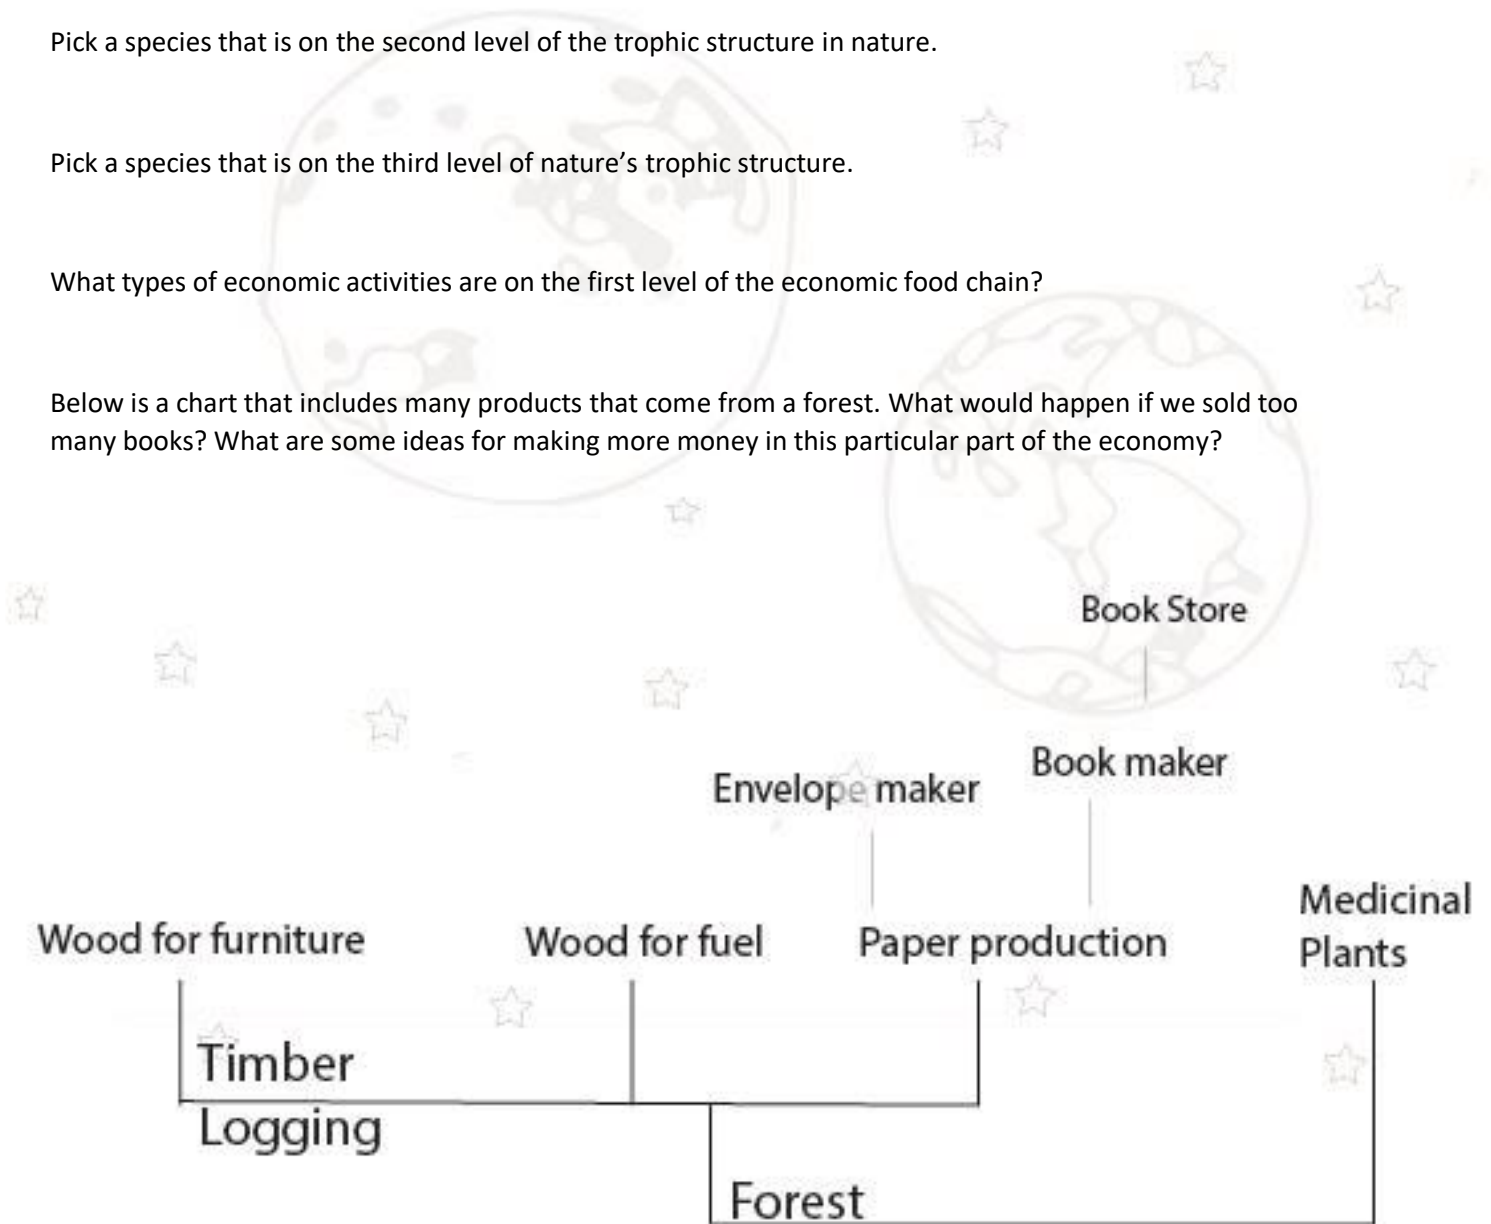 Pick a species that is on the second level of the trophic structure in nature.
Pick a species that is on the third level of nature’s trophic structure.
What types of economic activities are on the first level of the economic food chain?
Below is a chart that includes many products that come from a forest. What would happen if we sold too
many books? What are some ideas for making more money in this particular part of the economy?
Book Store
Book maker
Envelope maker
Medicinal
Plants
Wood for furniture
Wood for fuel
Paper production
Timber
Logging
Forest